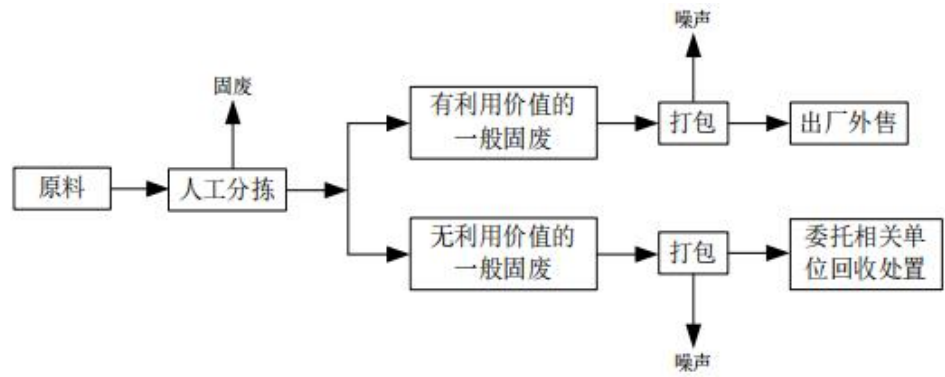 噪声
固废
有利用价值的
一般固废
打包
出厂外售
原料
人工分拣
无利用价值的
一般固废
打包
委托相关单
位回收处置
噪声